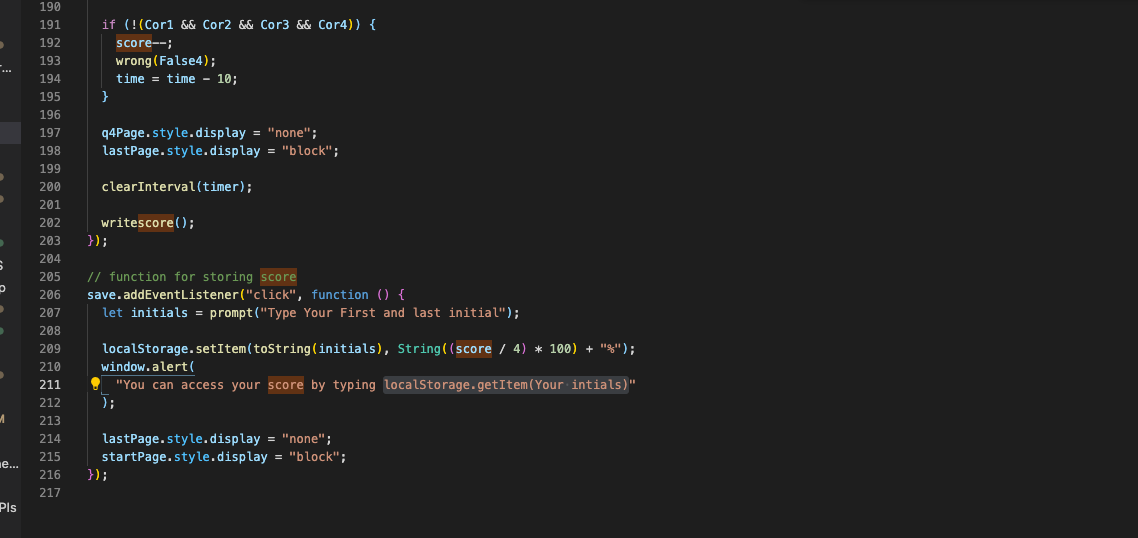 190
191 if (!(Cor1 && Cor2 && Cor3 && Cor4)) {
192 score--;
193 wrong(False4);
194 time = time - 10;
195 }
196
197 q4Page.style.display = "none";
198 lastPage.style.display = "block";
199
200 clearInterval(timer);
201
202 writescore();
203 });
204
205 // function for storing score
206 save.addEventListener("click", function () {
207 let initials = prompt("Type Your First and last initial");
208
209 localStorage.setItem(toString(initials), String((score / 4) * 100) + "%");
210 window.alert(
211 "You can access your score by typing localStorage.getItem(Your intials)"
212 );
213
214 lastPage.style.display = "none";
215 startPage.style.display = "block";
216 });
217